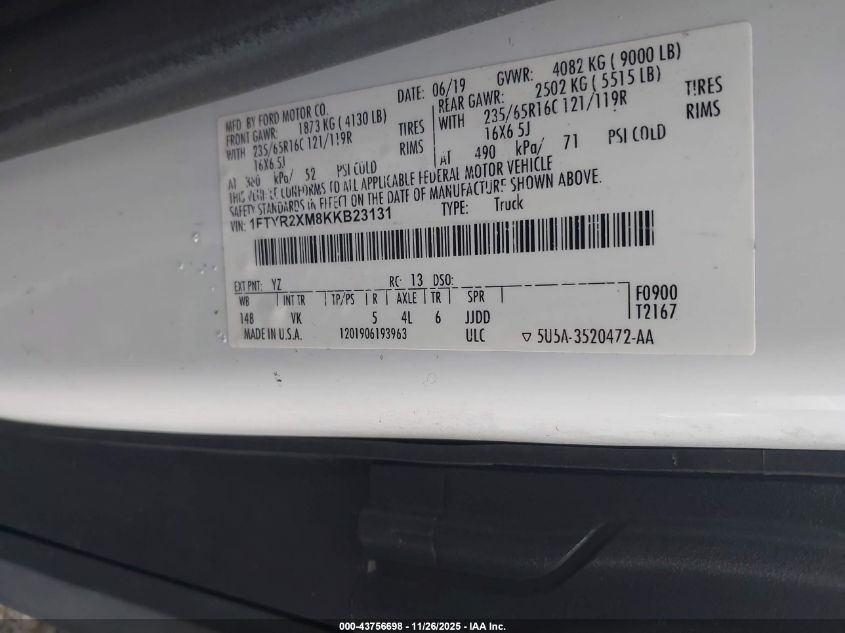 MFD. BY FORD MOTOR CO.
DATE: 06/19 GVWR: 4082 KG ( 9000 LB)
FRONT GAWR: 1873 KG ( 4130 LB)
REAR GAWR: 2502 KG ( 5515 LB)
WITH 235/65R16C 121/119R TIRES
WITH 235/65R16C 121/119R TIRES
16X6.5J RIMS
16X6.5J RIMS
AT kPa/ 52 PSI COLD
AT 490 kPa/ 71 PSI COLD
THIS CONFORMS TO ALL APPLICABLE FEDERAL MOTOR VEHICLE
SAFETY STANDARDS IN EFFECT ON THE DATE OF MANUFACTURE SHOWN ABOVE.
VIN: 1FTYR2XM8KKB23131 TYPE: Truck
EXT PNT: YZ RC: 13 DSO:
WB INT TR TP/PS R AXLE TR SPR
148 VK 5 4L 6 JJDD
F0900
T2167
MADE IN U.S.A. 1201906193963 ULC ▽ 5U5A-3520472-AA
000-43756698 - 11/26/2025 - IAA Inc.